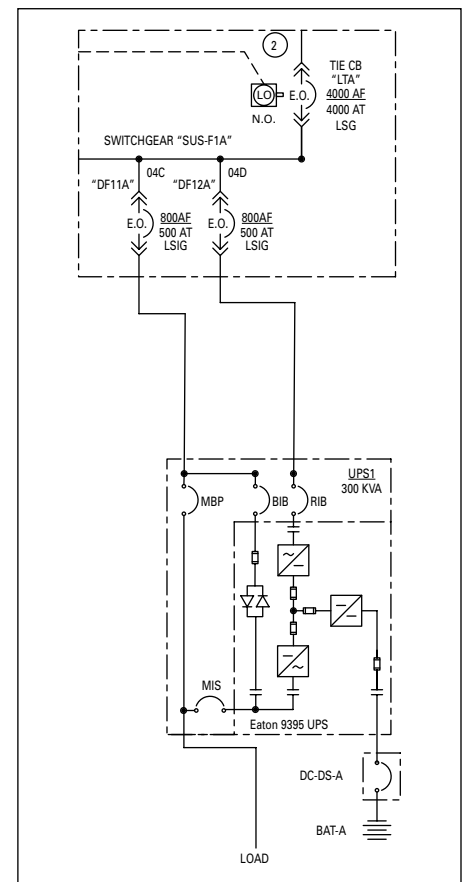 2
TIE CB
"LTA"
LO
E.O.
4000 AF
4000 AT
LSG
N.O.
SWITCHGEAR "SUS-F1A"
04C
04D
"DF11A"
"DF12A"
E.O.
800AF
500 AT
LSIG
E.O.
800AF
500 AT
LSIG
UPS1
300 KVA
MBP
BIB
RIB
MIS
Eaton 9395 UPS
DC-DS-A
BAT-A
LOAD